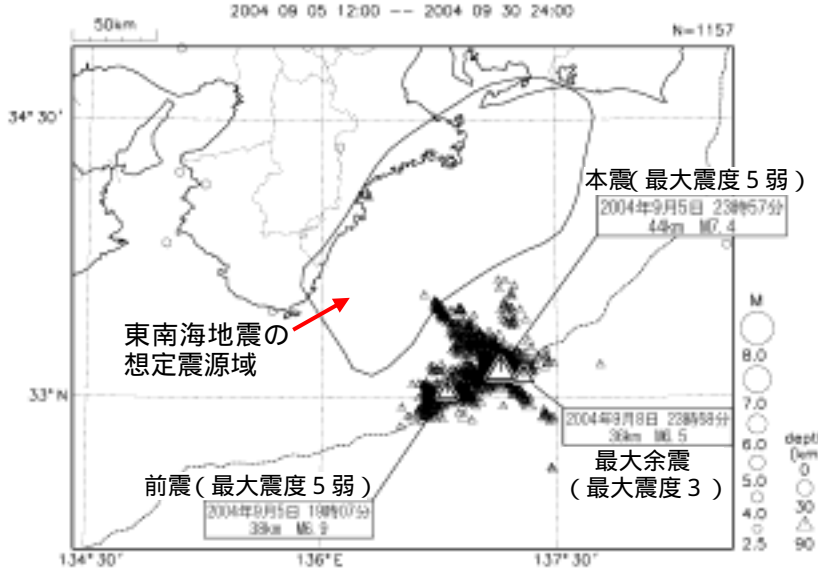 2004 09 05 12:00 -- 2004 09 30 24:00
50km
N=1157
34°30'
本震(最大震度5弱)
2004年9月5日 23時57分
44km M7.4
東南海地震の
想定震源域
M
8.0
7.0
6.0
5.0
4.0
2.5
depth
(km)
0
30
90
33°N
2004年9月8日 23時58分
36km M6.5
最大余震
(最大震度3)
前震(最大震度5弱)
2004年9月5日 19時07分
38km M6.9
134°30'
136°E
137°30'